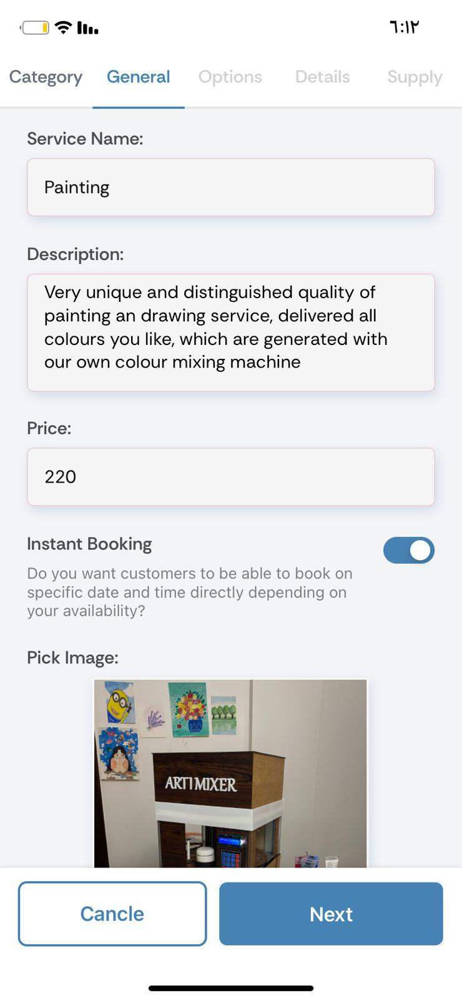 ٦:١٢
Category General Options Details Supply
Service Name:
Painting
Description:
Very unique and distinguished quality of
painting an drawing service, delivered all
colours you like, which are generated with
our own colour mixing machine
Price:
220
Instant Booking
Do you want customers to be able to book on
specific date and time directly depending on
your availability?
Pick Image:
ARTI MIXER
Cancle Next